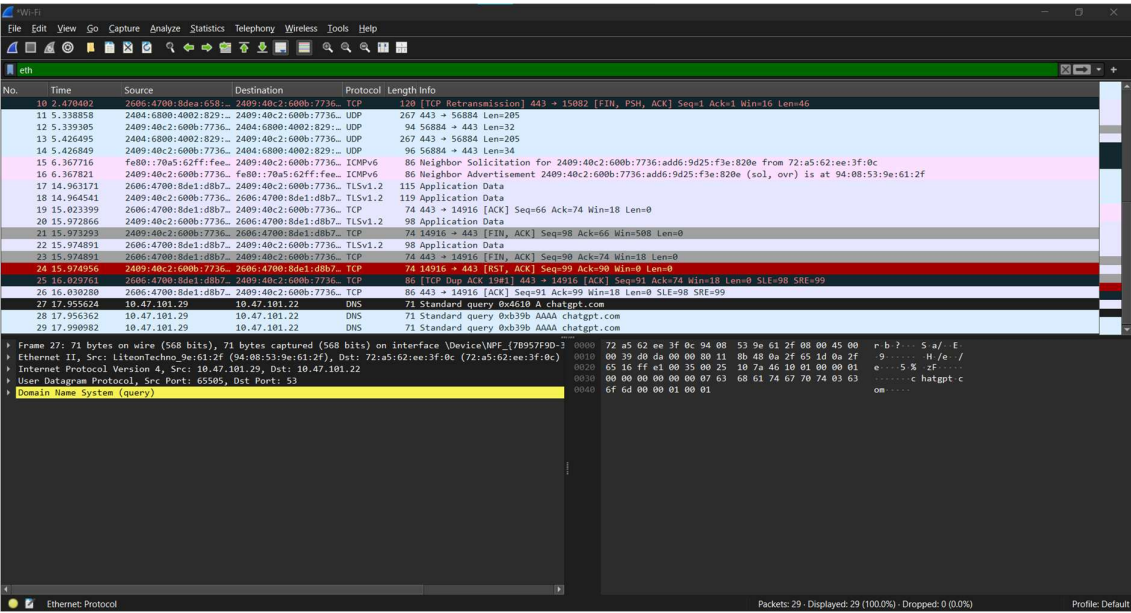 *Wi-Fi
File Edit View Go Capture Analyze Statistics Telephony Wireless Tools Help
eth
No. Time Source Destination Protocol Length Info
10 2.470402 2606:4700:8dea:658:… 2409:40c2:600b:7736… TCP 120 [TCP Retransmission] 443 → 15082 [FIN, PSH, ACK] Seq=1 Ack=1 Win=16 Len=46
11 5.338858 2404:6800:4002:829:… 2409:40c2:600b:7736… UDP 267 443 → 56884 Len=205
12 5.339305 2409:40c2:600b:7736… 2404:6800:4002:829:… UDP 94 56884 → 443 Len=32
13 5.426495 2404:6800:4002:829:… 2409:40c2:600b:7736… UDP 267 443 → 56884 Len=205
14 5.426849 2409:40c2:600b:7736… 2404:6800:4002:829:… UDP 96 56884 → 443 Len=34
15 6.367716 fe80::70a5:62ff:fee… 2409:40c2:600b:7736… ICMPv6 86 Neighbor Solicitation for 2409:40c2:600b:7736:add6:9d25:f3e:820e from 72:a5:62:ee:3f:0c
16 6.367821 2409:40c2:600b:7736… fe80::70a5:62ff:fee… ICMPv6 86 Neighbor Advertisement 2409:40c2:600b:7736:add6:9d25:f3e:820e (sol, ovr) is at 94:08:53:9e:61:2f
17 14.963171 2606:4700:8de1:d8b7… 2409:40c2:600b:7736… TLSv1.2 115 Application Data
18 14.964541 2409:40c2:600b:7736… 2606:4700:8de1:d8b7… TLSv1.2 119 Application Data
19 15.023399 2606:4700:8de1:d8b7… 2409:40c2:600b:7736… TCP 74 443 → 14916 [ACK] Seq=66 Ack=74 Win=18 Len=0
20 15.972866 2409:40c2:600b:7736… 2606:4700:8de1:d8b7… TLSv1.2 98 Application Data
21 15.973293 2409:40c2:600b:7736… 2606:4700:8de1:d8b7… TCP 74 14916 → 443 [FIN, ACK] Seq=98 Ack=66 Win=508 Len=0
22 15.974891 2606:4700:8de1:d8b7… 2409:40c2:600b:7736… TLSv1.2 98 Application Data
23 15.974891 2606:4700:8de1:d8b7… 2409:40c2:600b:7736… TCP 74 443 → 14916 [FIN, ACK] Seq=90 Ack=74 Win=18 Len=0
24 15.974956 2409:40c2:600b:7736… 2606:4700:8de1:d8b7… TCP 74 14916 → 443 [RST, ACK] Seq=99 Ack=90 Win=0 Len=0
25 16.029761 2606:4700:8de1:d8b7… 2409:40c2:600b:7736… TCP 86 [TCP Dup ACK 19#1] 443 → 14916 [ACK] Seq=91 Ack=74 Win=18 Len=0 SLE=98 SRE=99
26 16.030280 2606:4700:8de1:d8b7… 2409:40c2:600b:7736… TCP 86 443 → 14916 [ACK] Seq=91 Ack=99 Win=18 Len=0 SLE=98 SRE=99
27 17.955624 10.47.101.29 10.47.101.22 DNS 71 Standard query 0x4610 A chatgpt.com
28 17.956362 10.47.101.29 10.47.101.22 DNS 71 Standard query 0xb39b AAAA chatgpt.com
29 17.990982 10.47.101.29 10.47.101.22 DNS 71 Standard query 0xb39b AAAA chatgpt.com
Frame 27: 71 bytes on wire (568 bits), 71 bytes captured (568 bits) on interface \Device\NPF_{7B957F9D-3
Ethernet II, Src: LiteonTechno_9e:61:2f (94:08:53:9e:61:2f), Dst: 72:a5:62:ee:3f:0c (72:a5:62:ee:3f:0c)
Internet Protocol Version 4, Src: 10.47.101.29, Dst: 10.47.101.22
User Datagram Protocol, Src Port: 65505, Dst Port: 53
Domain Name System (query)
0000 72 a5 62 ee 3f 0c 94 08 53 9e 61 2f 08 00 45 00 r·b·?··· S·a/··E·
0010 00 39 d0 da 00 00 80 11 8b 48 0a 2f 65 1d 0a 2f ·9······ ·H·/e··/
0020 65 16 ff e1 00 35 00 25 10 7a 46 10 01 00 00 01 e····5·% ·zF·····
0030 00 00 00 00 00 00 07 63 68 61 74 67 70 74 03 63 ·······c hatgpt·c
0040 6f 6d 00 00 01 00 01 om·····
Ethernet: Protocol
Packets: 29 · Displayed: 29 (100.0%) · Dropped: 0 (0.0%)
Profile: Default